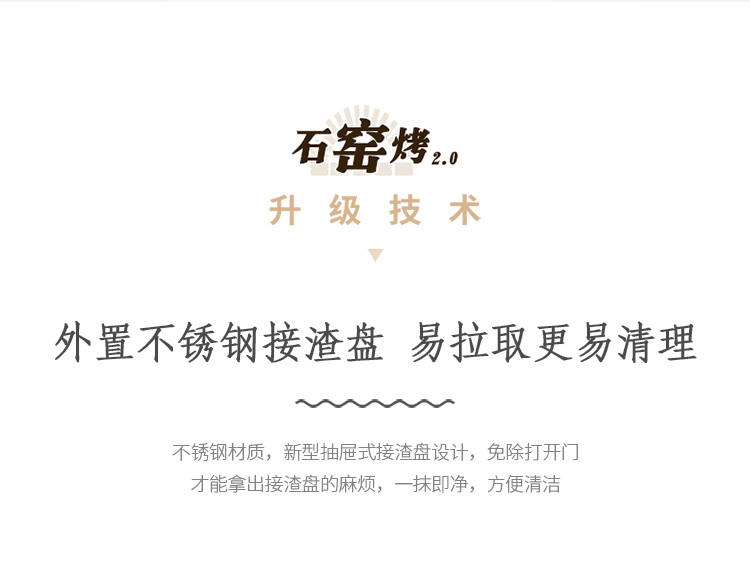 石窑烤2.0
升级技术
外置不锈钢接渣盘 易拉取更易清理
不锈钢材质，新型抽屉式接渣盘设计，免除打开门
才能拿出接渣盘的麻烦，一抹即净，方便清洁